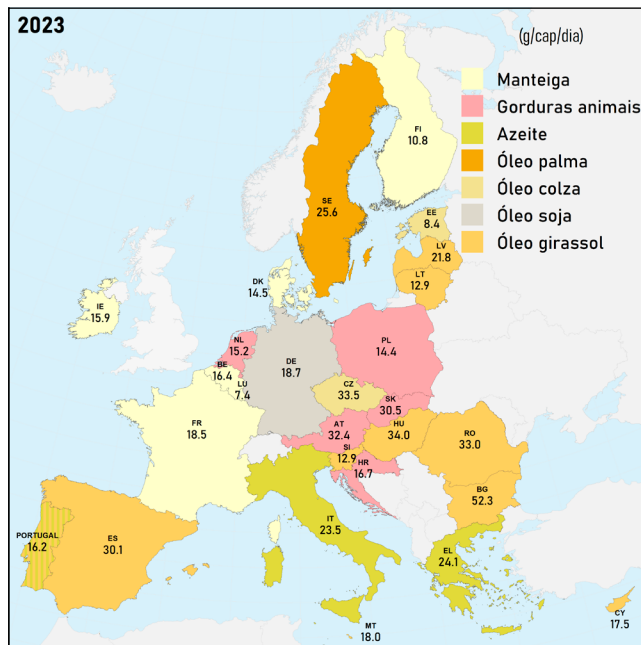 2023
(g/cap/dia)
Manteiga
Gorduras animais
Azeite
Óleo palma
Óleo colza
Óleo soja
Óleo girassol
FI
10.8
SE
25.6
EE
8.4
LV
21.8
LT
12.9
DK
14.5
IE
15.9
NL
15.2
PL
14.4
BE
16.4
DE
18.7
LU
7.4
CZ
33.5
SK
30.5
FR
18.5
AT
32.4
HU
34.0
RO
33.0
SI
12.9
HR
16.7
BG
52.3
IT
23.5
PORTUGAL
16.2
ES
30.1
EL
24.1
MT
18.0
CY
17.5